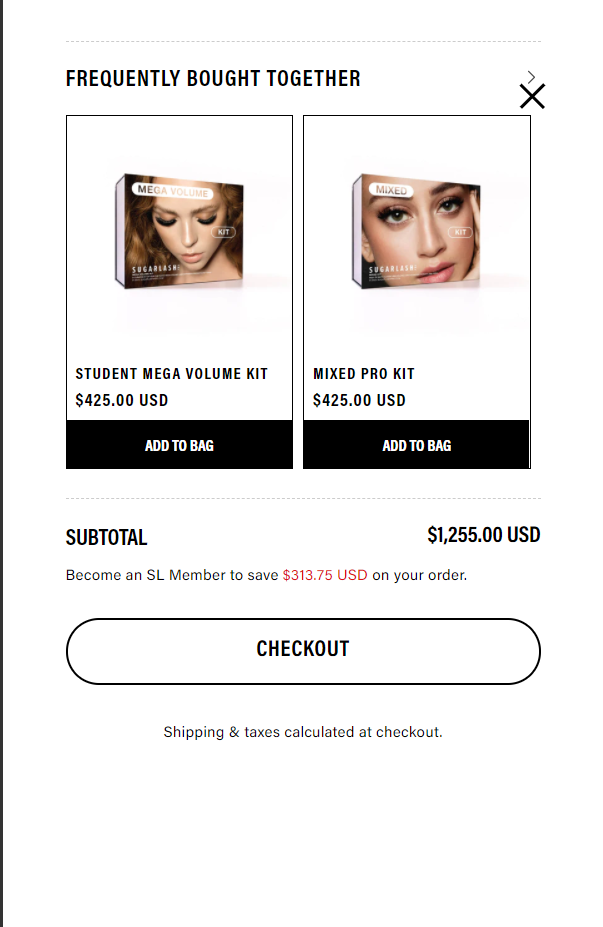 FREQUENTLY BOUGHT TOGETHER
MEGA VOLUME
KIT
SUGARLASH
MIXED
KIT
SUGARLASH
STUDENT MEGA VOLUME KIT
$425.00 USD
ADD TO BAG
MIXED PRO KIT
$425.00 USD
ADD TO BAG
SUBTOTAL
$1,255.00 USD
Become an SL Member to save $313.75 USD on your order.
CHECKOUT
Shipping & taxes calculated at checkout.